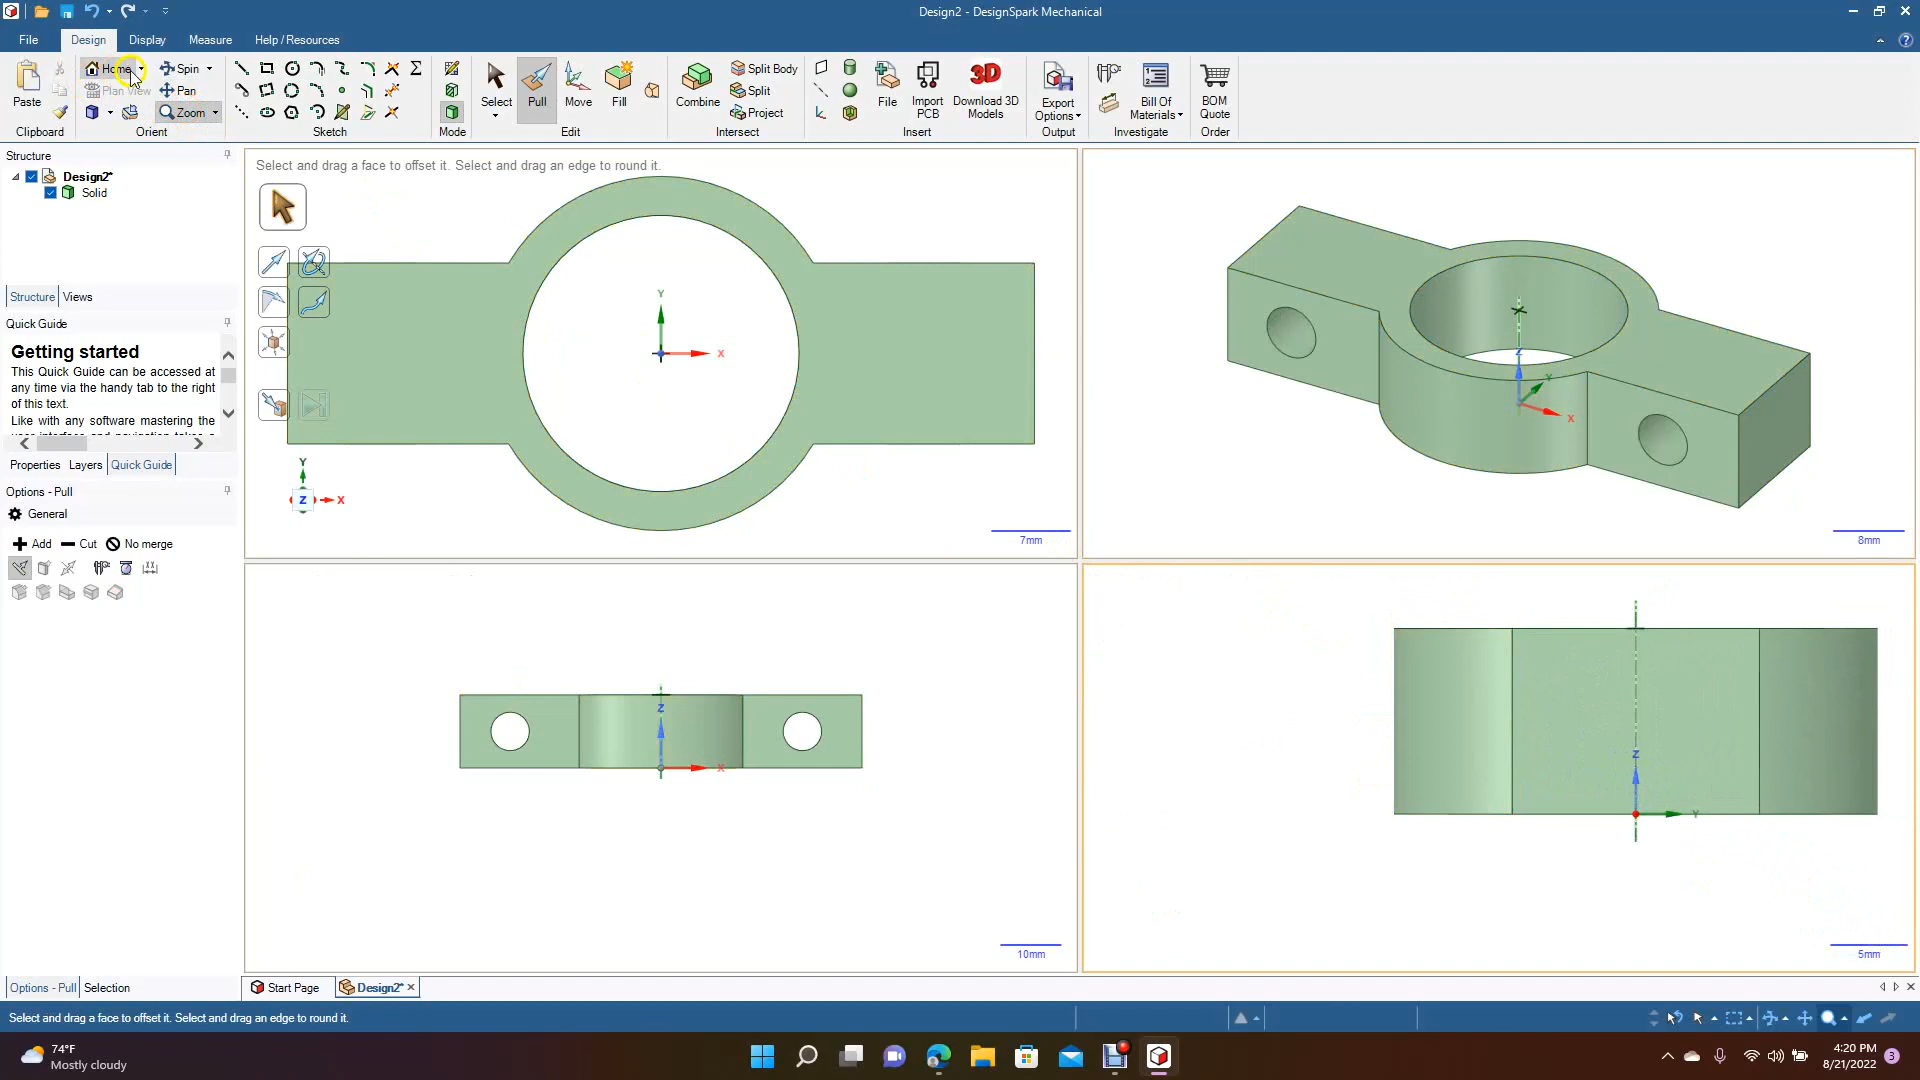 Design2 - DesignSpark Mechanical
File Design Display Measure Help / Resources
Paste
Clipboard
Home
Plan View
Spin
Pan
Zoom
Orient
Sketch
Mode
Select
Pull
Move
Fill
Edit
Combine
Split Body
Split
Project
Intersect
File
Import PCB
3D
Download 3D Models
Insert
Export Options
Output
Bill Of Materials
Investigate
BOM Quote
Order
Structure
Design2*
Solid
Structure Views
Quick Guide
Getting started
This Quick Guide can be accessed
at any time via the handy tab to the right
of this text.
Like with any software mastering the
Properties Layers Quick Guide
Options - Pull
General
Add Cut No merge
Select and drag a face to offset it. Select and drag an edge to round it.
Y
X
Y
Z X
7mm
Z
Y
X
8mm
Z
X
10mm
Z
Y
5mm
Options - Pull Selection
Start Page Design2*
Select and drag a face to offset it. Select and drag an edge to round it.
74°F
Mostly cloudy
4:20 PM
8/21/2022
3